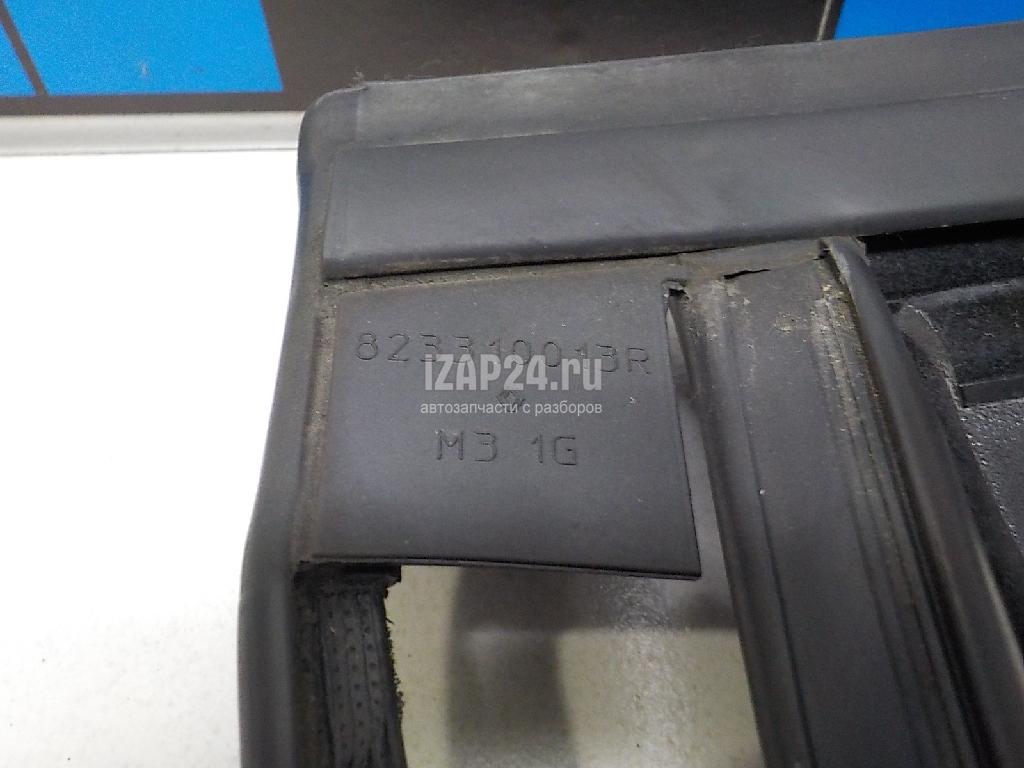 823310013R
iZAP24.ru
автозапчасти с разборов
M3 1G